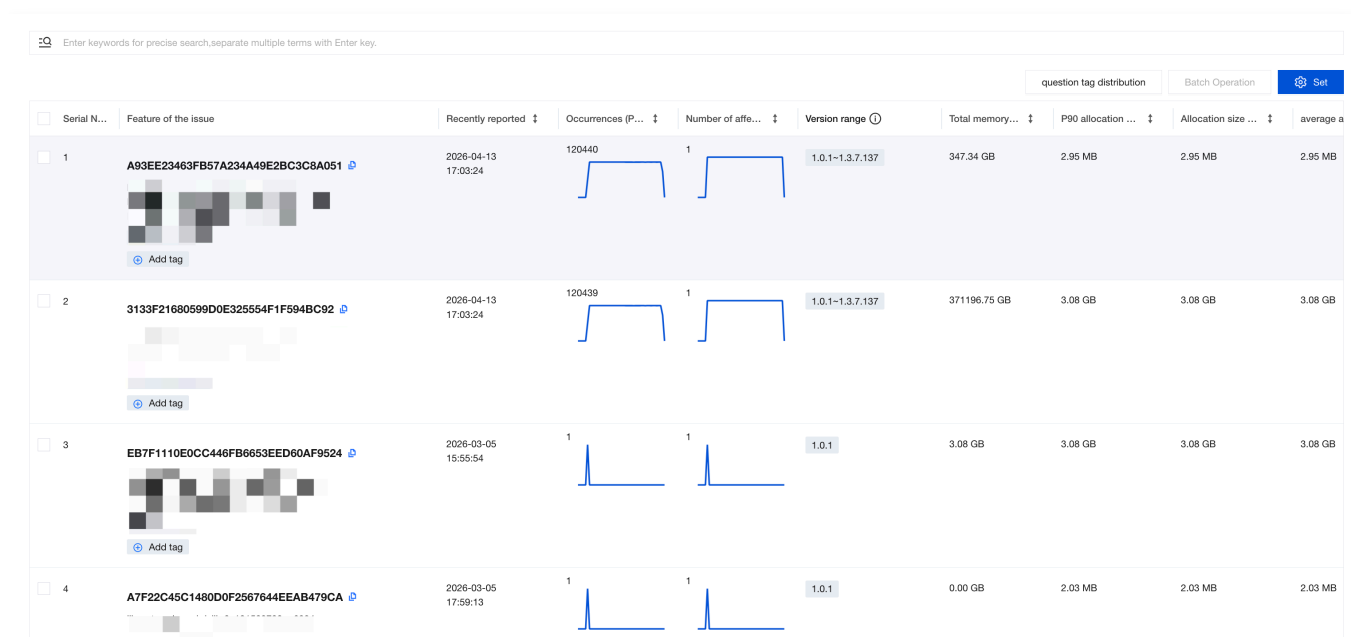 Enter keywords for precise search,separate multiple terms with Enter key.
question tag distribution
Batch Operation
Set
Serial N...
Feature of the issue
Recently reported
Occurrences (P...
Number of affe...
Version range
Total memory...
P90 allocation ...
Allocation size ...
average a
1
A93EE23463FB57A234A49E2BC3C8A051
Add tag
2026-04-13
17:03:24
120440
1
1.0.1~1.3.7.137
347.34 GB
2.95 MB
2.95 MB
2.95 MB
2
3133F21680599D0E325554F1F594BC92
Add tag
2026-04-13
17:03:24
120439
1
1.0.1~1.3.7.137
371196.75 GB
3.08 GB
3.08 GB
3.08 GB
3
EB7F1110E0CC446FB6653EED60AF9524
Add tag
2026-03-05
15:55:54
1
1
1.0.1
3.08 GB
3.08 GB
3.08 GB
3.08 GB
4
A7F22C45C1480D0F2567644EEAB479CA
2026-03-05
17:59:13
1
1
1.0.1
0.00 GB
2.03 MB
2.03 MB
2.03 MB